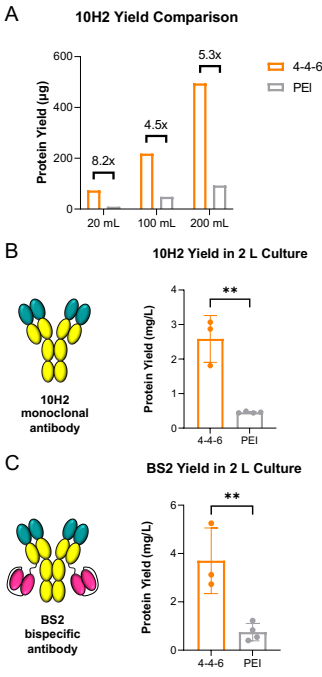 A
10H2 Yield Comparison
Protein Yield (µg)
600
400
200
0
8.2x
4.5x
5.3x
4-4-6
PEI
20 mL
100 mL
200 mL
B
10H2 Yield in 2 L Culture
10H2
monoclonal
antibody
Protein Yield (mg/L)
4
3
2
1
0
**
4-4-6
PEI
C
BS2 Yield in 2 L Culture
BS2
bispecific
antibody
Protein Yield (mg/L)
6
4
2
0
**
4-4-6
PEI